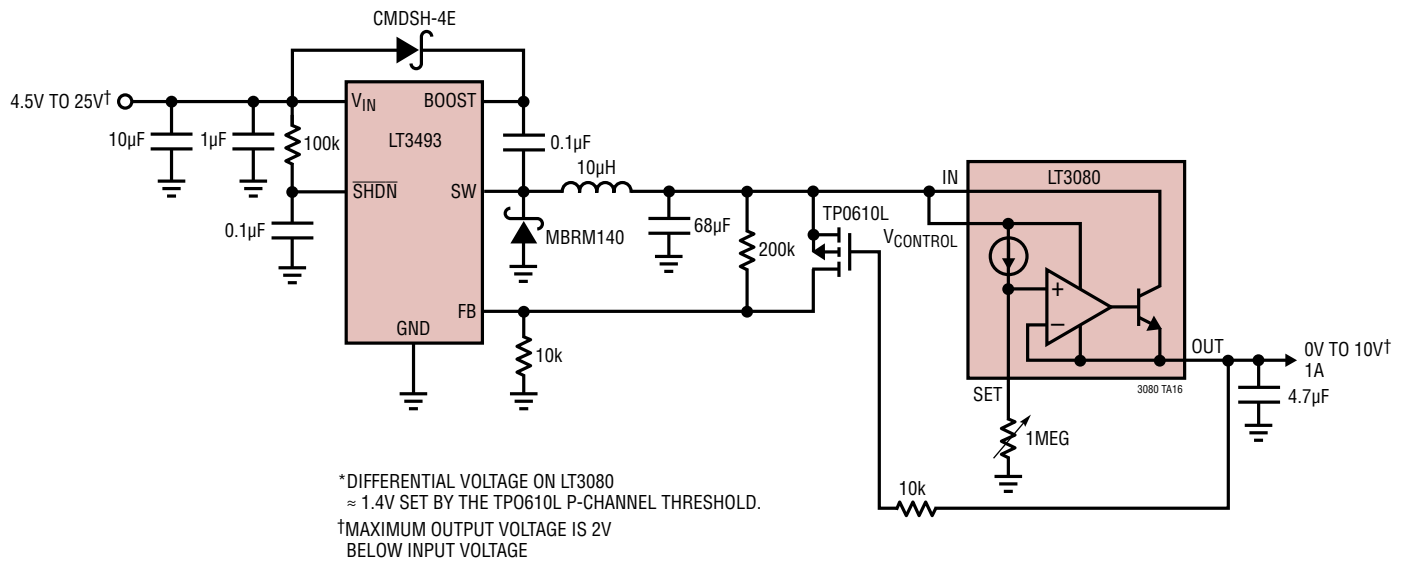 CMDSH-4E
4.5V TO 25V†
VIN
BOOST
LT3493
10µF
1µF
100k
0.1µF
10µH
SHDN
SW
0.1µF
MBRM140
68µF
200k
TP0610L
IN
LT3080
VCONTROL
+
–
FB
GND
10k
OUT
0V TO 10V†
1A
4.7µF
3080 TA16
SET
1MEG
10k
*DIFFERENTIAL VOLTAGE ON LT3080
≈ 1.4V SET BY THE TPO610L P-CHANNEL THRESHOLD.
†MAXIMUM OUTPUT VOLTAGE IS 2V
BELOW INPUT VOLTAGE